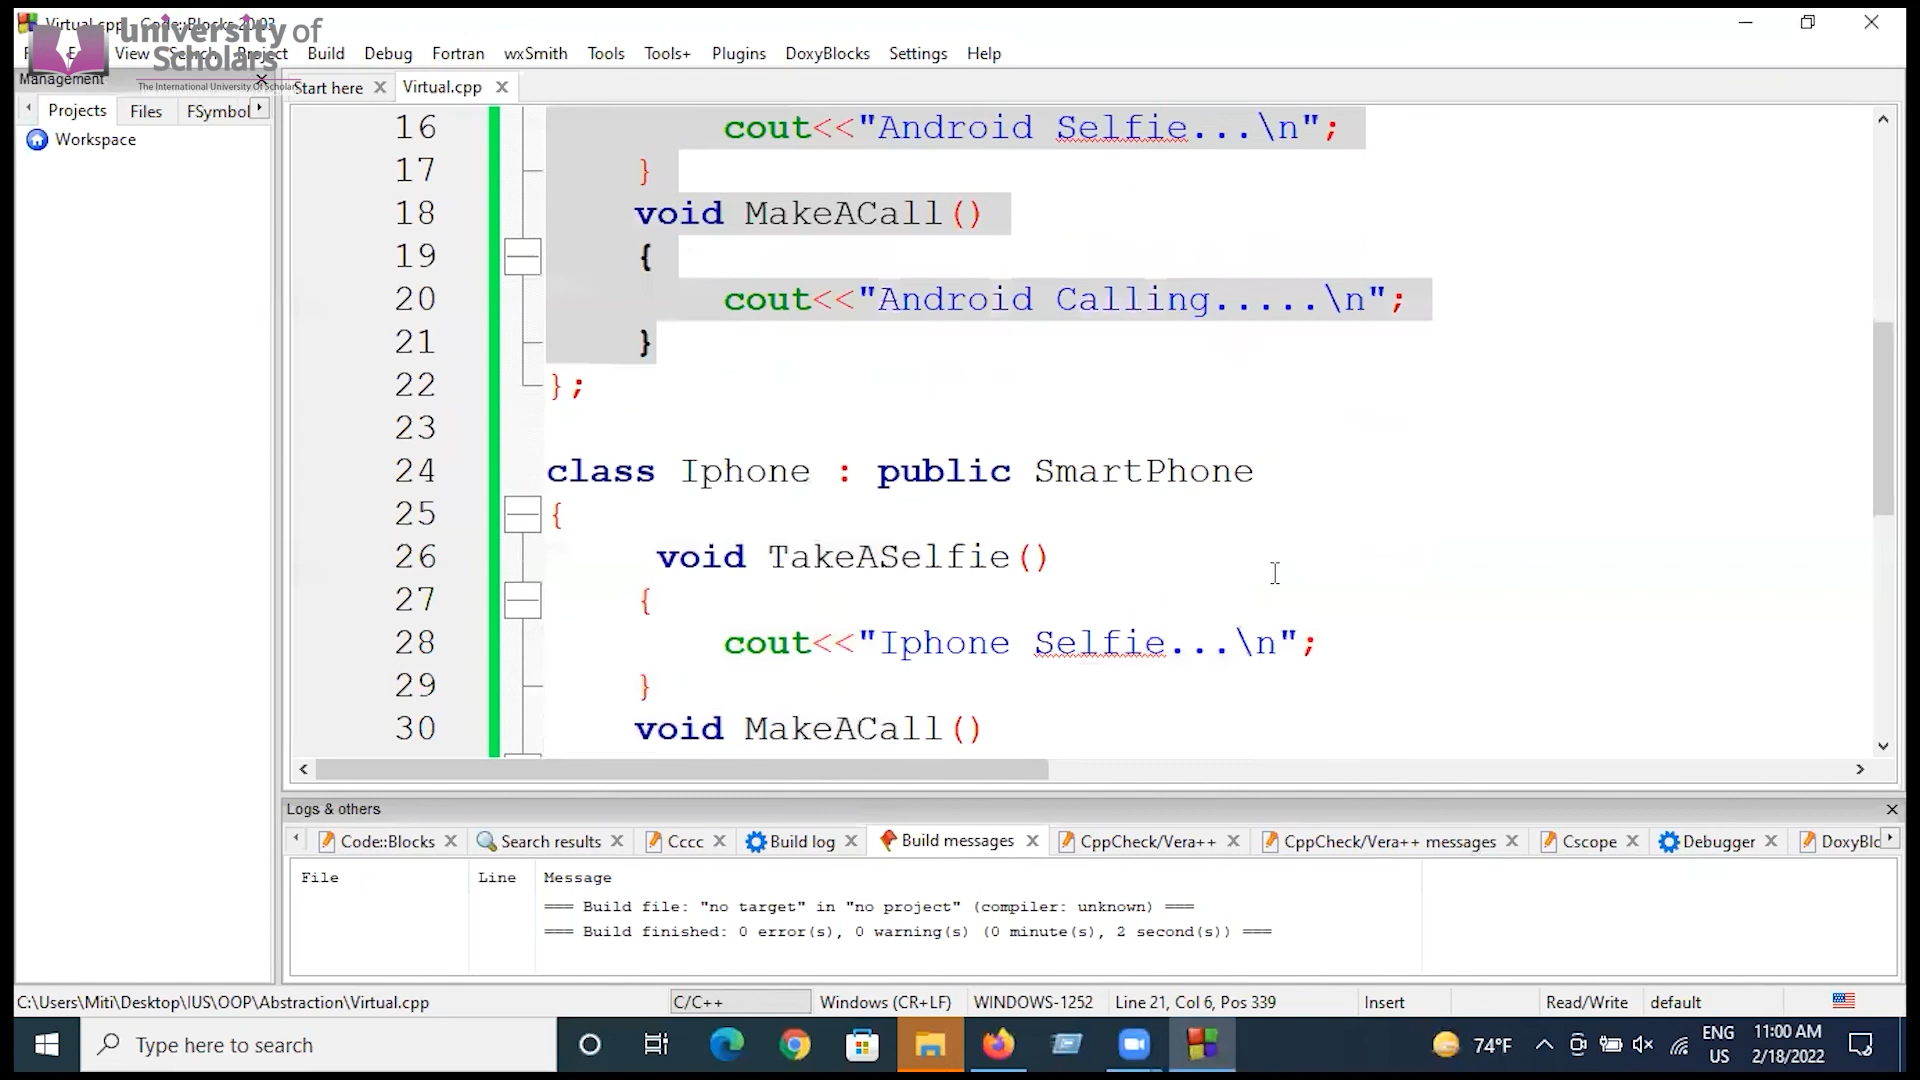 Virtual.cpp - Code::Blocks 20.03
University of
Scholars
The International University Of Scholars
View Search Project Build Debug Fortran wxSmith Tools Tools+ Plugins DoxyBlocks Settings Help
Management
Start here Virtual.cpp
Projects Files FSymbol
Workspace
16 cout<<"Android Selfie...\n";
17 }
18 void MakeACall()
19 {
20 cout<<"Android Calling.....\n";
21 }
22 };
23
24 class Iphone : public SmartPhone
25 {
26 void TakeASelfie()
27 {
28 cout<<"Iphone Selfie...\n";
29 }
30 void MakeACall()
Logs & others
Code::Blocks Search results Cccc Build log Build messages CppCheck/Vera++ CppCheck/Vera++ messages Cscope Debugger DoxyBlc
File Line Message
=== Build file: "no target" in "no project" (compiler: unknown) ===
=== Build finished: 0 error(s), 0 warning(s) (0 minute(s), 2 second(s)) ===
C:\Users\Miti\Desktop\IUS\OOP\Abstraction\Virtual.cpp C/C++ Windows (CR+LF) WINDOWS-1252 Line 21, Col 6, Pos 339 Insert Read/Write default
Type here to search
74°F
ENG
US
11:00 AM
2/18/2022